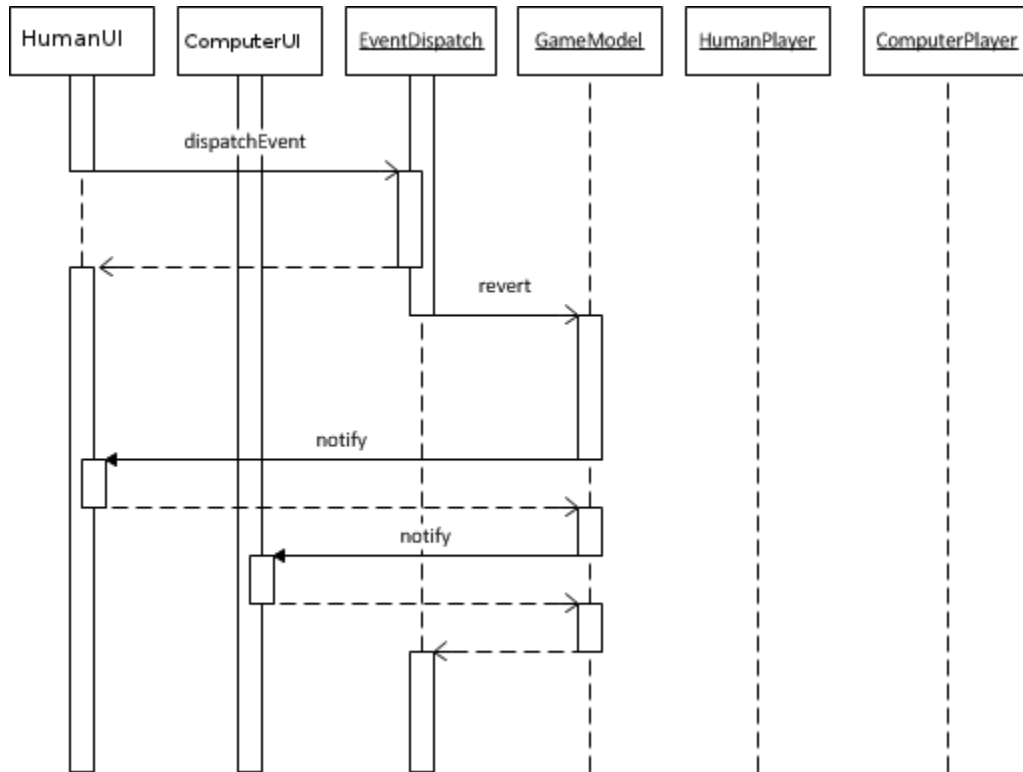 HumanUI
ComputerUI
EventDispatch
GameModel
HumanPlayer
ComputerPlayer
dispatchEvent
revert
notify
notify